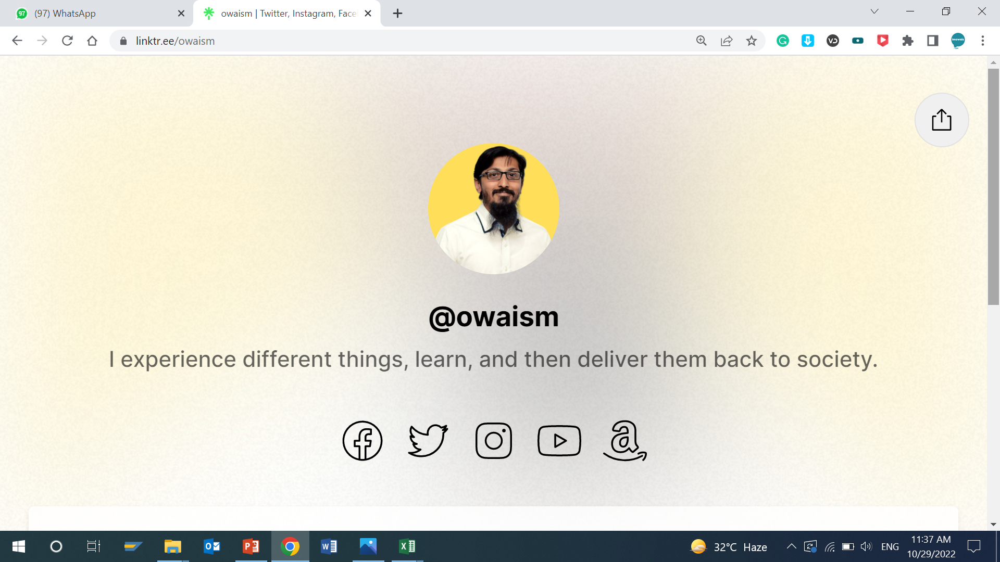 97
(97) WhatsApp
owaism | Twitter, Instagram, Face
linktr.ee/owaism
@owaism
I experience different things, learn, and then deliver them back to society.
32°C Haze
ENG
11:37 AM
10/29/2022